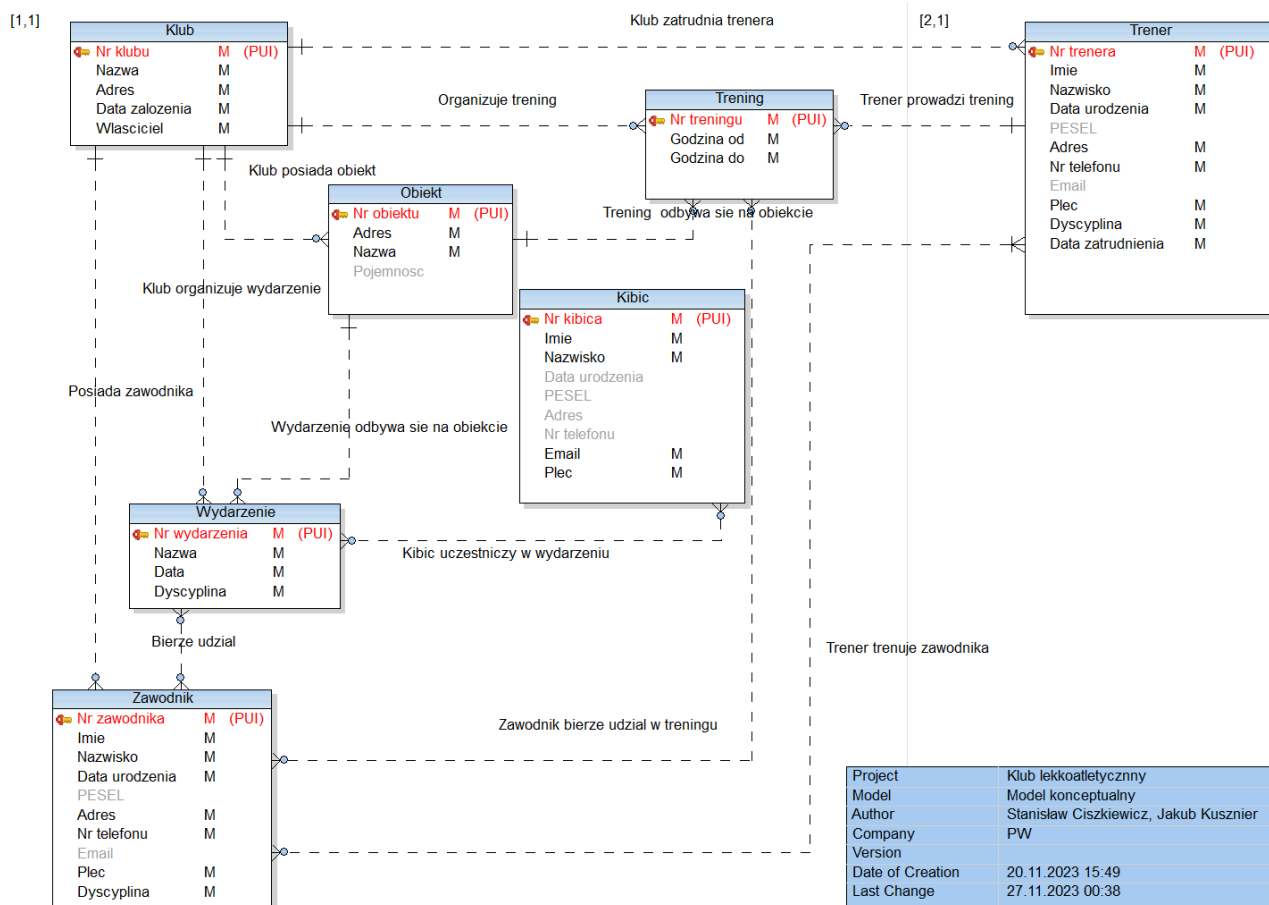 [1,1]
Klub
Nr klubu M (PUI)
Nazwa M
Adres M
Data zalozenia M
Wlasciciel M
Klub zatrudnia trenera
[2,1]
Trener
Nr trenera M (PUI)
Imie M
Nazwisko M
Data urodzenia M
PESEL
Adres M
Nr telefonu M
Email
Plec M
Dyscyplina M
Data zatrudnienia M
Organizuje trening
Trening
Nr treningu M (PUI)
Godzina od M
Godzina do M
Trener prowadzi trening
Klub posiada obiekt
Obiekt
Nr obiektu M (PUI)
Adres M
Nazwa M
Pojemnosc
Trening odbywa sie na obiekcie
Klub organizuje wydarzenie
Kibic
Nr kibica M (PUI)
Imie M
Nazwisko M
Data urodzenia
PESEL
Adres
Nr telefonu
Email M
Plec M
Posiada zawodnika
Wydarzenie odbywa sie na obiekcie
Wydarzenie
Nr wydarzenia M (PUI)
Nazwa M
Data M
Dyscyplina M
Kibic uczestniczy w wydarzeniu
Bierze udzial
Trener trenuje zawodnika
Zawodnik
Nr zawodnika M (PUI)
Imie M
Nazwisko M
Data urodzenia M
PESEL
Adres M
Nr telefonu M
Email
Plec M
Dyscyplina M
Zawodnik bierze udzial w treningu
Project Klub lekkoatletycznny
Model Model konceptualny
Author Stanisław Ciszkiewicz, Jakub Kusznier
Company PW
Version
Date of Creation 20.11.2023 15:49
Last Change 27.11.2023 00:38